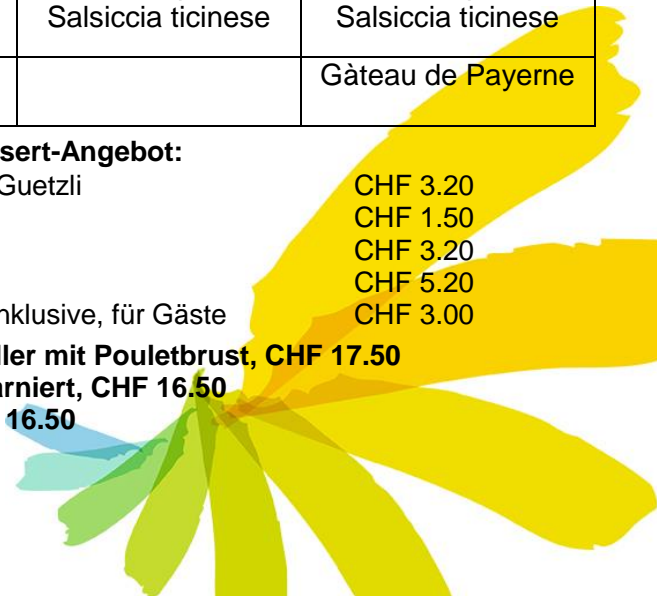 Salsiccia ticinese Salsiccia ticinese
Gàteau de Payerne
sert-Angebot:
Guetzli CHF 3.20
CHF 1.50
CHF 3.20
CHF 5.20
nklusive, für Gäste CHF 3.00
ller mit Pouletbrust, CHF 17.50
arniert, CHF 16.50
16.50